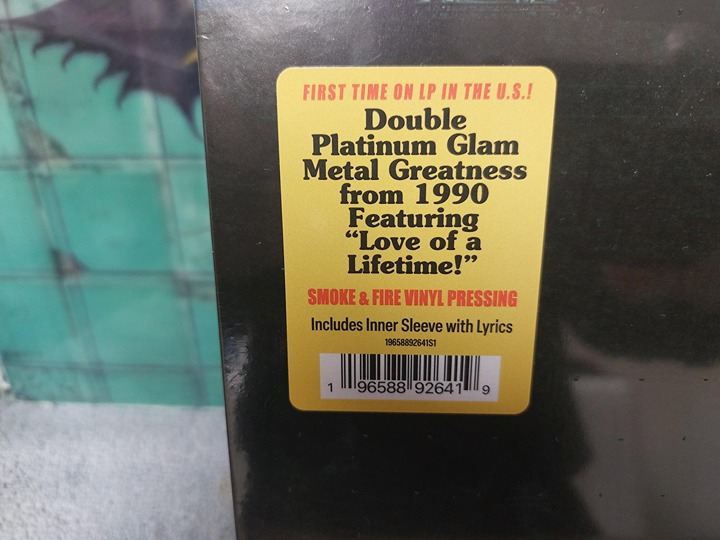 FIRST TIME ON LP IN THE U.S.!
Double
Platinum Glam
Metal Greatness
from 1990
Featuring
“Love of a
Lifetime!”
SMOKE & FIRE VINYL PRESSING
Includes Inner Sleeve with Lyrics
19658892641S1
1 96588 92641 9